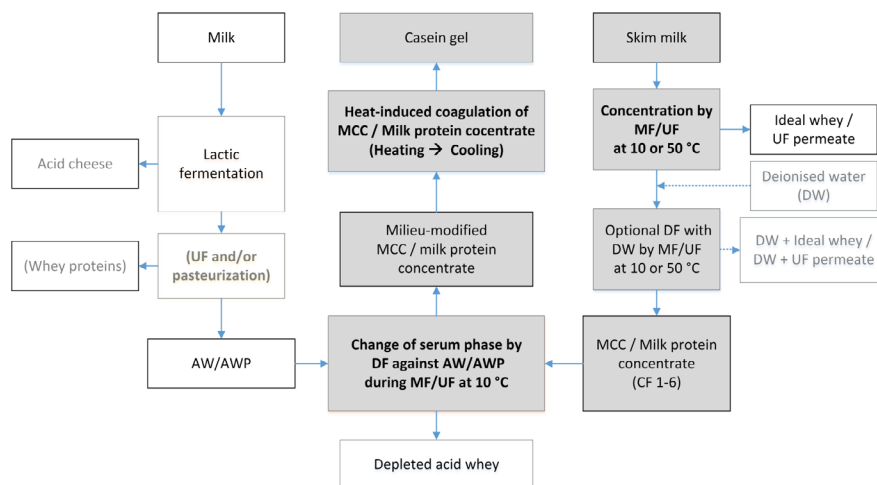 Milk
Casein gel
Skim milk
Heat-induced coagulation of
MCC / Milk protein cocentrate
(Heating → Cooling)
Concentration by
MF/UF
at 10 or 50 °C
Ideal whey /
UF permeate
Acid cheese
Lactic
fermentation
Deionised water
(DW)
(Whey proteins)
(UF and/or
pasteurization)
Milieu-modified
MCC / milk protein
concentrate
Optional DF with
DW by MF/UF
at 10 or 50 °C
DW + Ideal whey /
DW + UF permeate
AW/AWP
Change of serum phase by
DF against AW/AWP
during MF/UF at 10 °C
MCC / Milk protein
concentrate
(CF 1-6)
Depleted acid whey